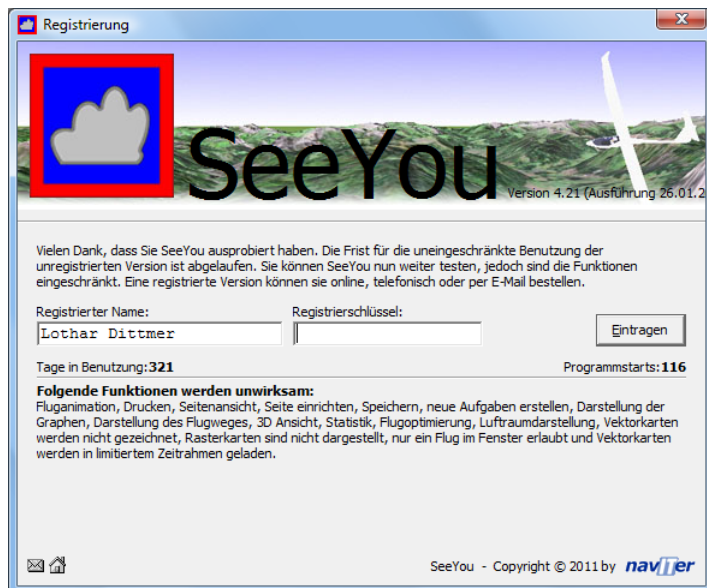 Registrierung
SeeYou
Version 4.21 (Ausführung 26.01.2
Vielen Dank, dass Sie SeeYou ausprobiert haben. Die Frist für die uneingeschränkte Benutzung der
unregistrierten Version ist abgelaufen. Sie können SeeYou nun weiter testen, jedoch sind die Funktionen
eingeschränkt. Eine registrierte Version können sie online, telefonisch oder per E-Mail bestellen.
Registrierter Name: Registrierschlüssel:
Lothar Dittmer
Eintragen
Tage in Benutzung:321 Programmstarts:116
Folgende Funktionen werden unwirksam:
Fluganimation, Drucken, Seitenansicht, Seite einrichten, Speichern, neue Aufgaben erstellen, Darstellung der
Graphen, Darstellung des Flugweges, 3D Ansicht, Statistik, Flugoptimierung, Luftraumdarstellung, Vektorkarten
werden nicht gezeichnet, Rasterkarten sind nicht dargestellt, nur ein Flug im Fenster erlaubt und Vektorkarten
werden in limitiertem Zeitrahmen geladen.
SeeYou - Copyright © 2011 by naviter